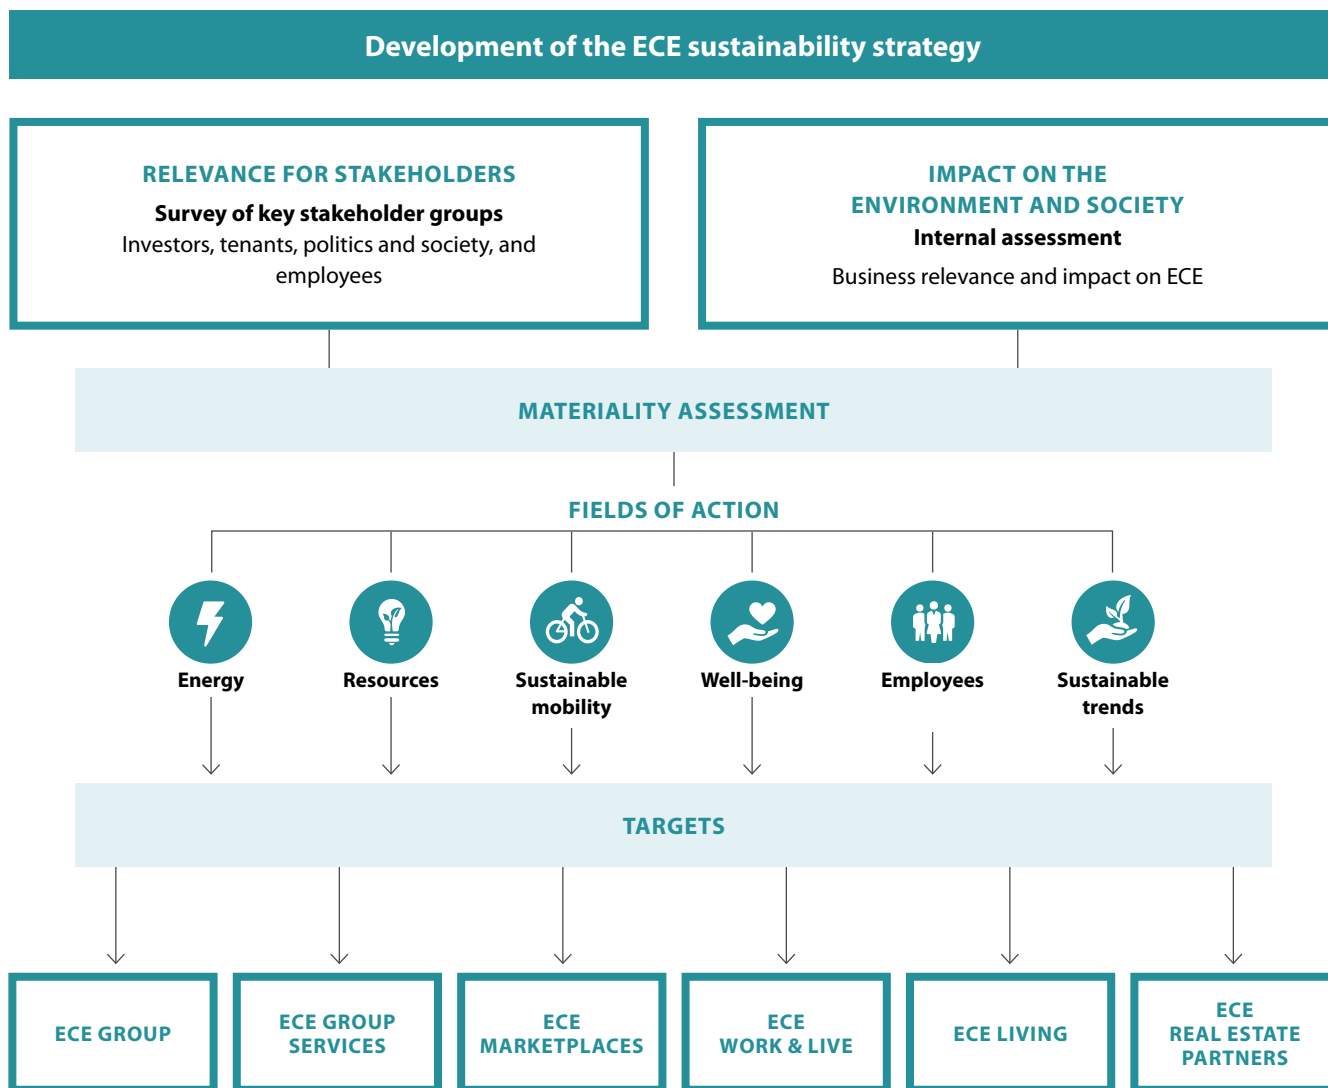 Development of the ECE sustainability strategy
RELEVANCE FOR STAKEHOLDERS
Survey of key stakeholder groups
Investors, tenants, politics and society, and
employees
IMPACT ON THE
ENVIRONMENT AND SOCIETY
Internal assessment
Business relevance and impact on ECE
MATERIALITY ASSESSMENT
FIELDS OF ACTION
Energy
Resources
Sustainable
mobility
Well-being
Employees
Sustainable
trends
TARGETS
ECE GROUP
ECE GROUP
SERVICES
ECE
MARKETPLACES
ECE
WORK & LIVE
ECE LIVING
ECE
REAL ESTATE
PARTNERS